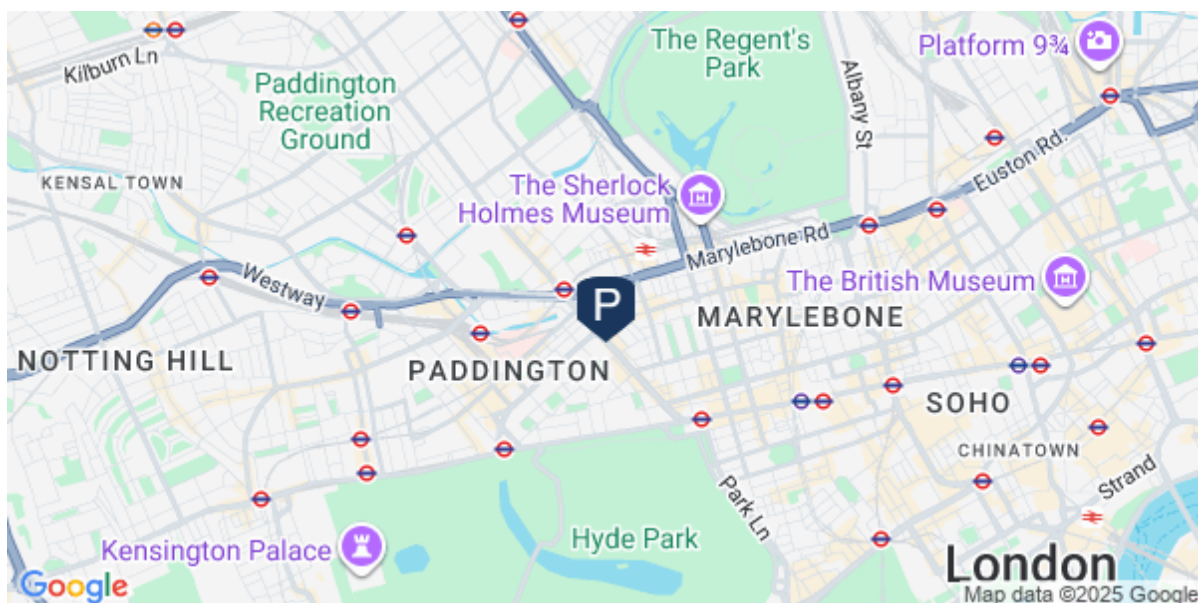 Kilburn Ln
Paddington
Recreation
Ground
The Regent's
Park
Platform 9¾
Albany St
KENSAL TOWN
The Sherlock
Holmes Museum
Euston Rd.
Marylebone Rd
Westway
The British Museum
P
MARYLEBONE
NOTTING HILL
PADDINGTON
SOHO
CHINATOWN
Strand
Park Ln
Kensington Palace
Hyde Park
London
Google
Map data ©2025 Google